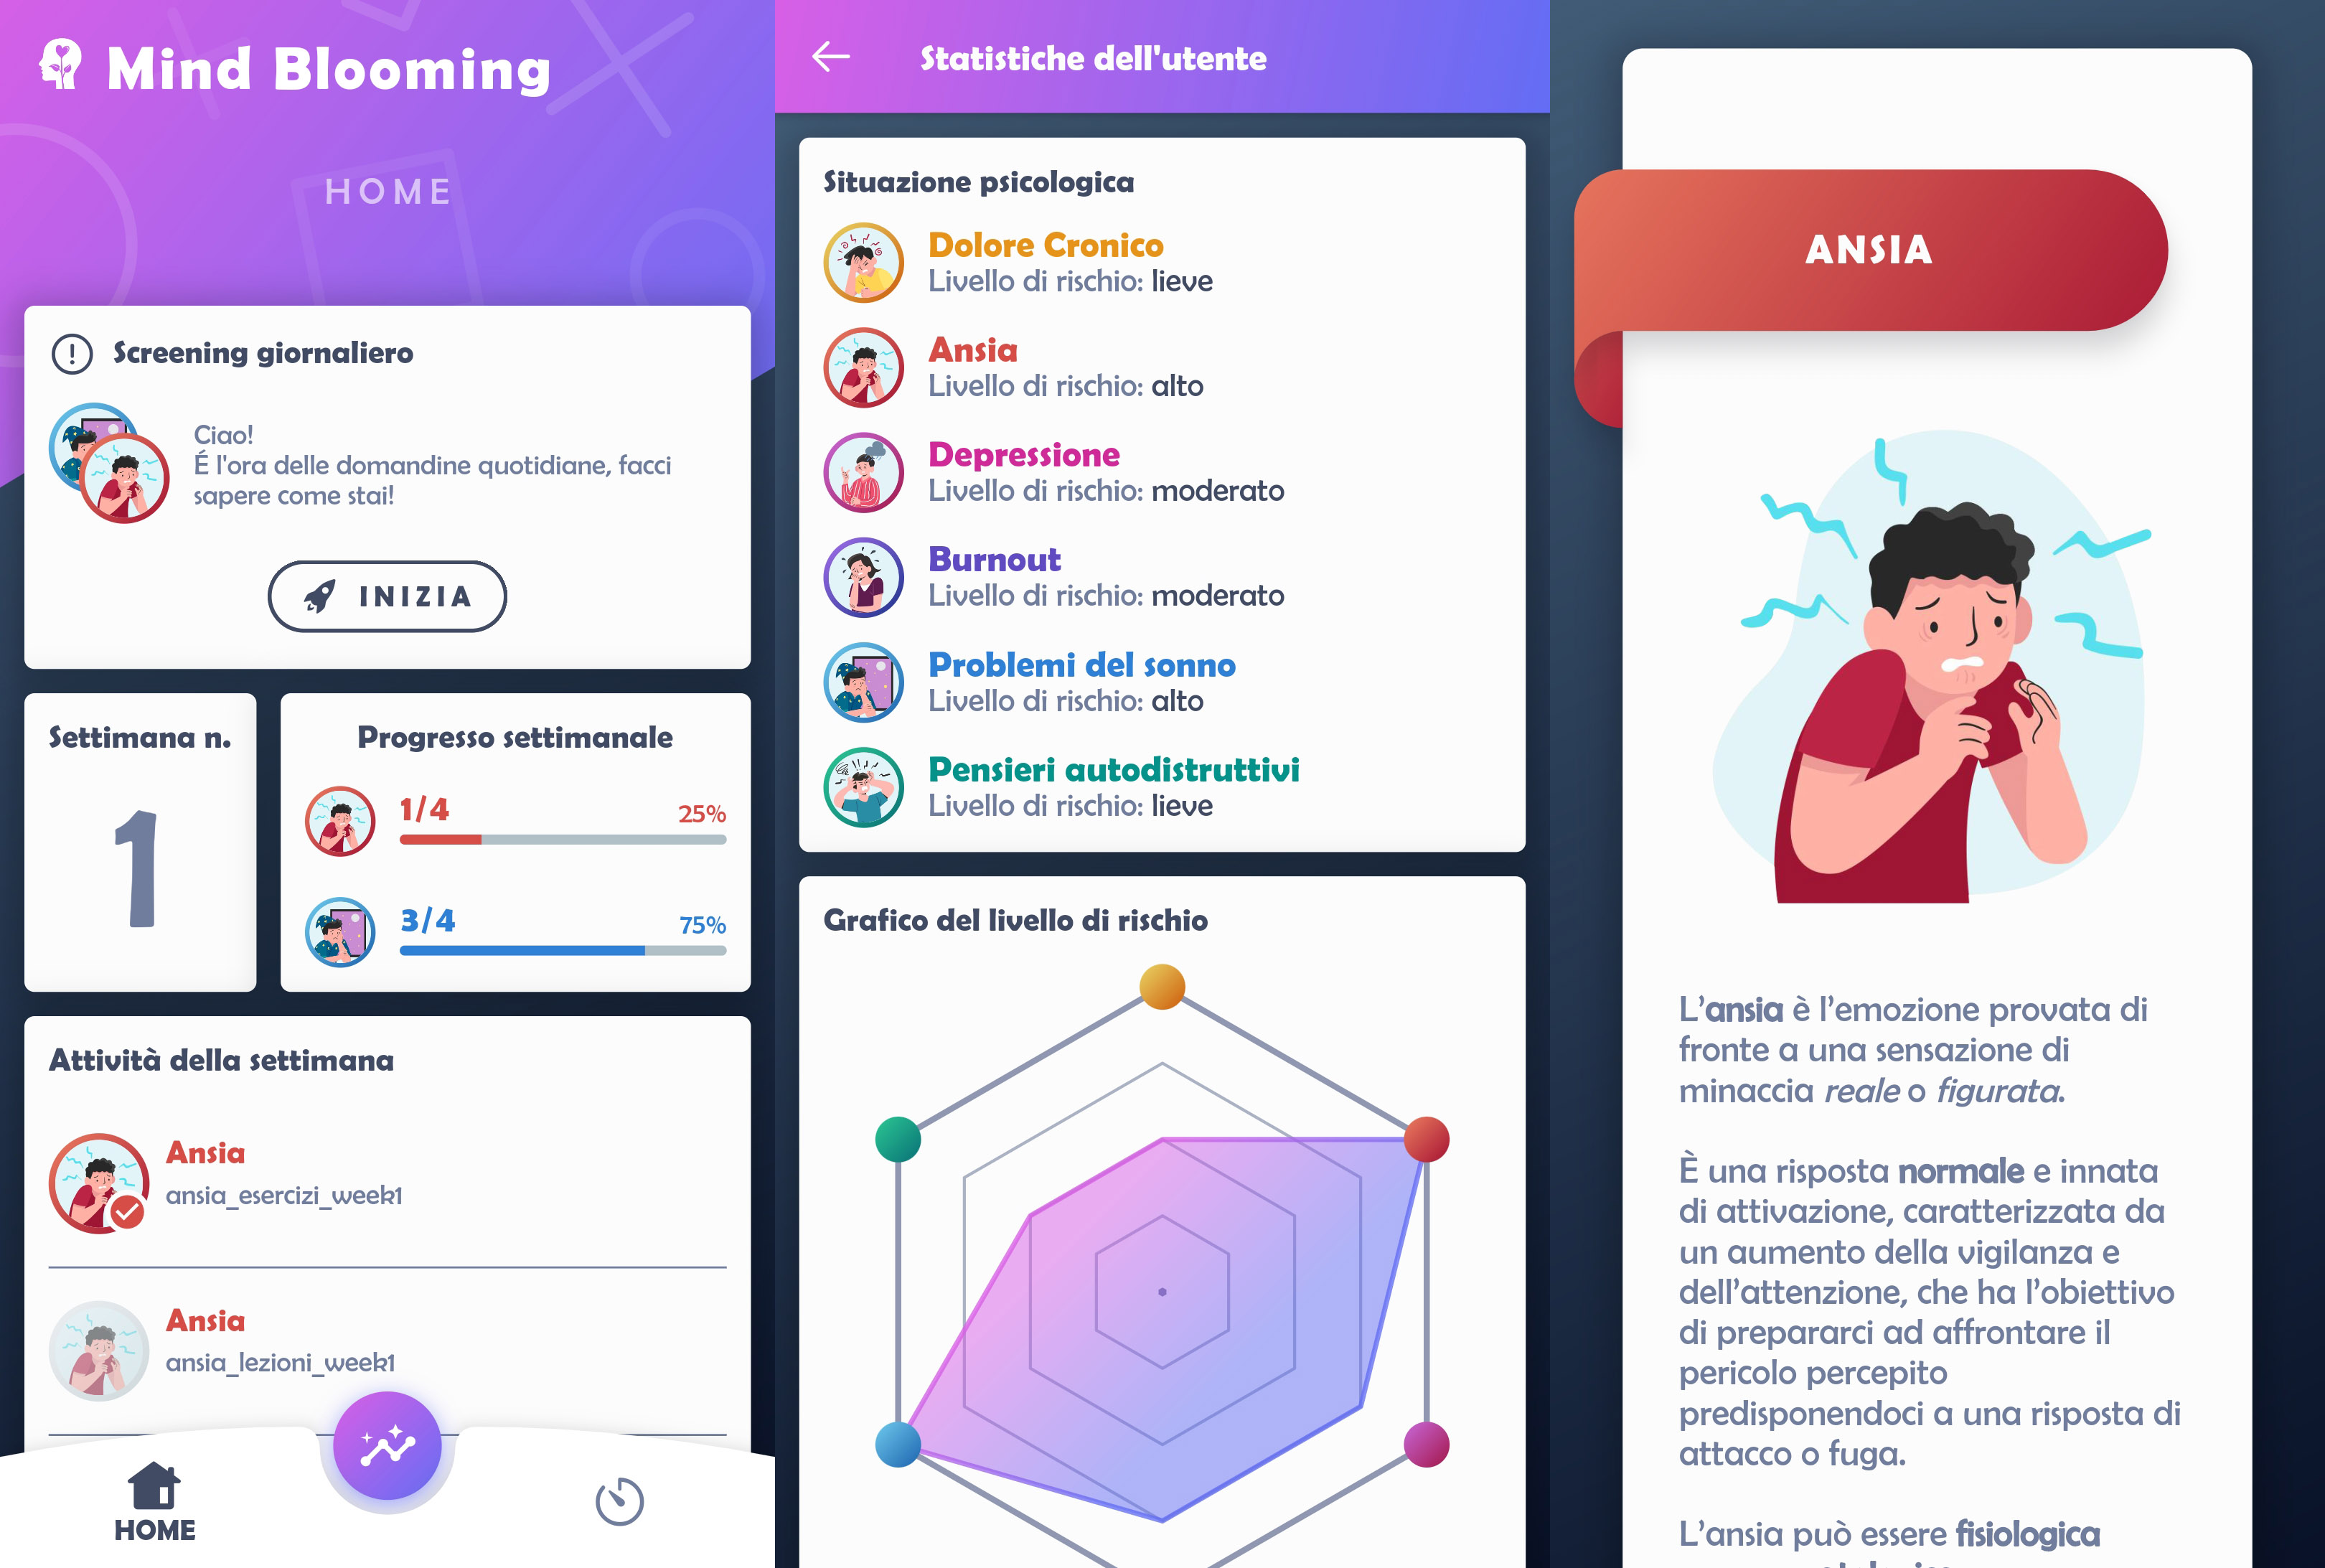 Mind Blooming
HOME
Screening giornaliero
Ciao!
É l'ora delle domandine quotidiane, facci
sapere come stai!
INIZIA
Settimana n.
1
Progresso settimanale
1/4
25%
3/4
75%
Attività della settimana
Ansia
ansia_esercizi_week1
Ansia
ansia_lezioni_week1
HOME
Statistiche dell'utente
Situazione psicologica
Dolore Cronico
Livello di rischio: lieve
Ansia
Livello di rischio: alto
Depressione
Livello di rischio: moderato
Burnout
Livello di rischio: moderato
Problemi del sonno
Livello di rischio: alto
Pensieri autodistruttivi
Livello di rischio: lieve
Grafico del livello di rischio
ANSIA
L’ansia è l’emozione provata di
fronte a una sensazione di
minaccia reale o figurata.
È una risposta normale e innata
di attivazione, caratterizzata da
un aumento della vigilanza e
dell’attenzione, che ha l’obiettivo
di prepararci ad affrontare il
pericolo percepito
predisponendoci a una risposta di
attacco o fuga.
L’ansia può essere fisiologica